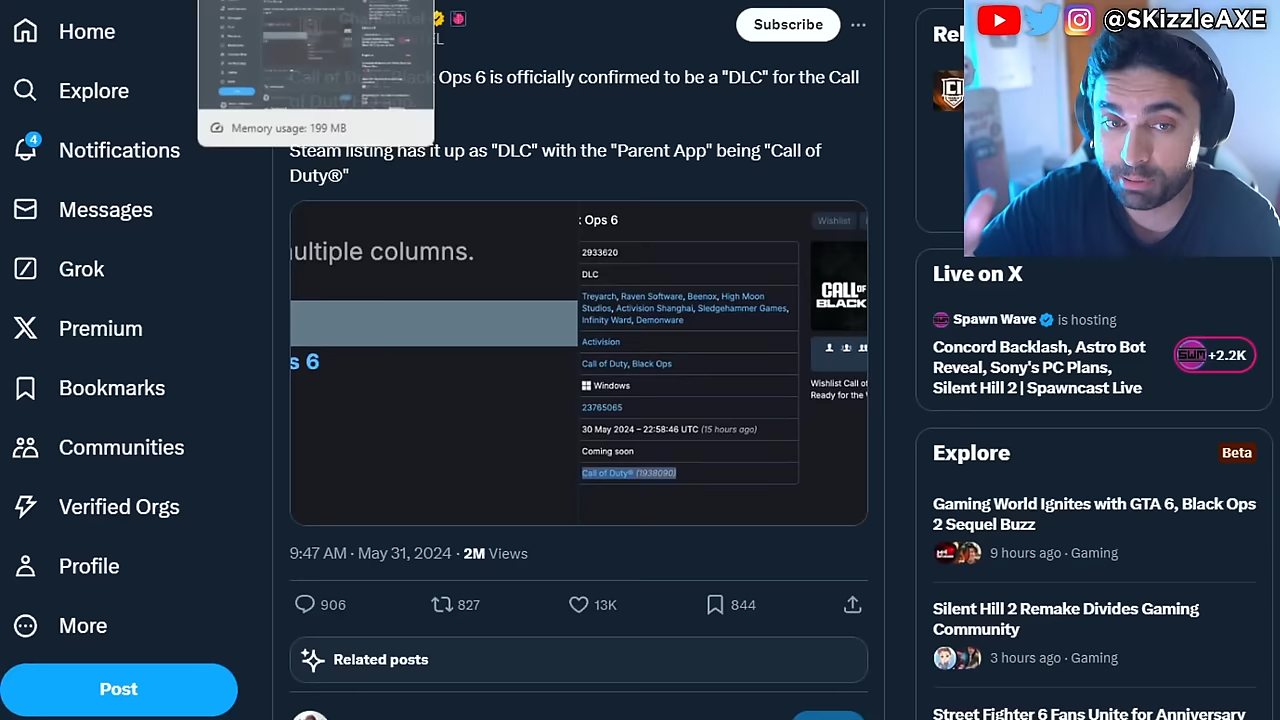 Home
Explore
4
Notifications
Messages
Grok
Premium
Bookmarks
Communities
Verified Orgs
Profile
More
Post
Memory usage: 199 MB
Subscribe
Ops 6 is officially confirmed to be a "DLC" for the Call
Steam listing has it up as "DLC" with the "Parent App" being "Call of
Duty®"
ultiple columns.
s 6
k Ops 6
2933620
DLC
Treyarch, Raven Software, Beenox, High Moon
Studios, Activision Shanghai, Sledgehammer Games,
Infinity Ward, Demonware
Activision
Call of Duty, Black Ops
Windows
23765065
30 May 2024 – 22:58:46 UTC (15 hours ago)
Coming soon
Call of Duty® (1938090)
Wishlist
CALL OF
BLACK
Wishlist Call of
Ready for the
9:47 AM · May 31, 2024 · 2M Views
906
827
13K
844
Related posts
@SKizzleAXE
Rel
Live on X
Spawn Wave is hosting
Concord Backlash, Astro Bot
Reveal, Sony's PC Plans,
Silent Hill 2 | Spawncast Live
+2.2K
Explore
Beta
Gaming World Ignites with GTA 6, Black Ops
2 Sequel Buzz
9 hours ago · Gaming
Silent Hill 2 Remake Divides Gaming
Community
3 hours ago · Gaming
Street Fighter 6 Fans Unite for Anniversary